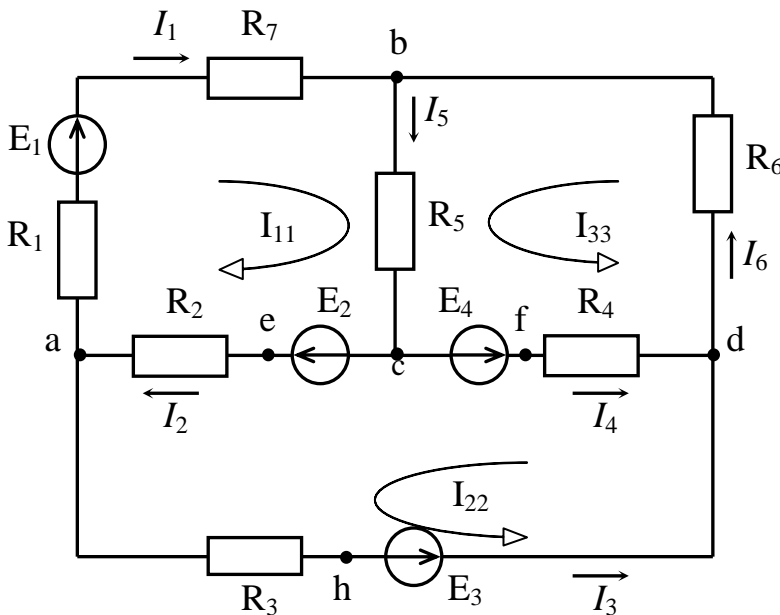 I₁ R₇ b
I₅
E₁ R₆
R₁ I₁₁ R₅ I₃₃ I₆
R₂ e E₂ E₄ f R₄
a c d
I₂ I₄
I₂₂
R₃ h E₃ I₃